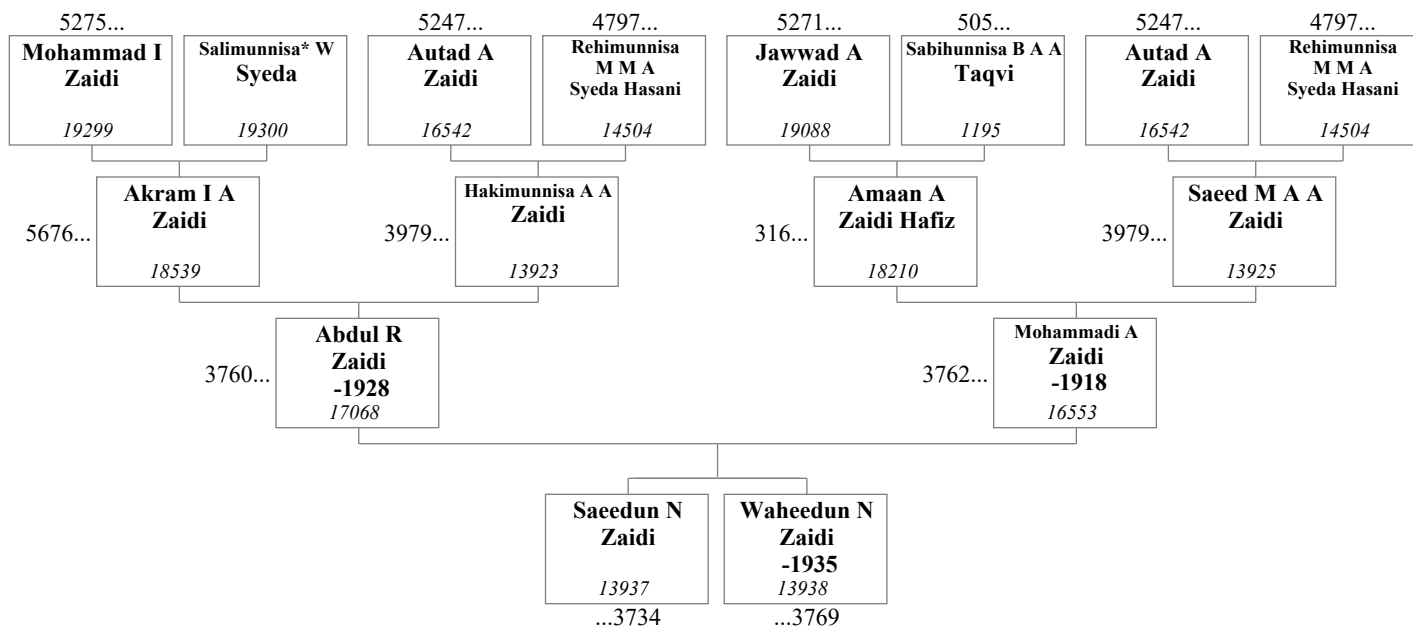 5275...
5247...
4797...
5271...
505...
5247...
4797...
Mohammad I
Zaidi
19299
Salimunnisa* W
Syeda
19300
Autad A
Zaidi
16542
Rehimunnisa
M M A
Syeda Hasani
14504
Jawwad A
Zaidi
19088
Sabihunnisa B A A
Taqvi
1195
Autad A
Zaidi
16542
Rehimunnisa
M M A
Syeda Hasani
14504
5676...
Akram I A
Zaidi
18539
3979...
Hakimunnisa A A
Zaidi
13923
316...
Amaan A
Zaidi Hafiz
18210
3979...
Saeed M A A
Zaidi
13925
3760...
Abdul R
Zaidi
-1928
17068
3762...
Mohammadi A
Zaidi
-1918
16553
Saeedun N
Zaidi
13937
...3734
Waheedun N
Zaidi
-1935
13938
...3769